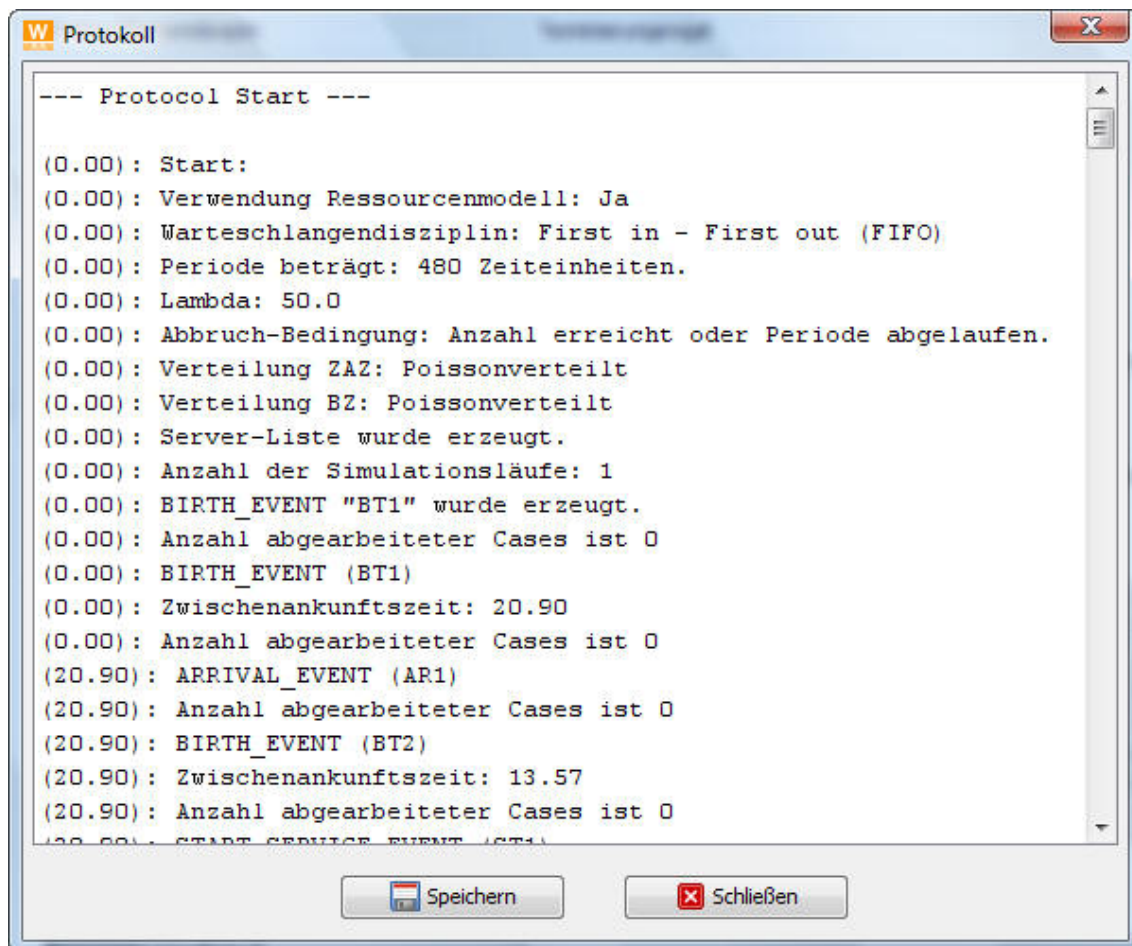 W Protokoll
--- Protocol Start ---
(0.00): Start:
(0.00): Verwendung Ressourcenmodell: Ja
(0.00): Warteschlangendisziplin: First in - First out (FIFO)
(0.00): Periode beträgt: 480 Zeiteinheiten.
(0.00): Lambda: 50.0
(0.00): Abbruch-Bedingung: Anzahl erreicht oder Periode abgelaufen.
(0.00): Verteilung ZAZ: Poissonverteilt
(0.00): Verteilung BZ: Poissonverteilt
(0.00): Server-Liste wurde erzeugt.
(0.00): Anzahl der Simulationsläufe: 1
(0.00): BIRTH_EVENT "BT1" wurde erzeugt.
(0.00): Anzahl abgearbeiteter Cases ist 0
(0.00): BIRTH_EVENT (BT1)
(0.00): Zwischenankunftszeit: 20.90
(0.00): Anzahl abgearbeiteter Cases ist 0
(20.90): ARRIVAL_EVENT (AR1)
(20.90): Anzahl abgearbeiteter Cases ist 0
(20.90): BIRTH_EVENT (BT2)
(20.90): Zwischenankunftszeit: 13.57
(20.90): Anzahl abgearbeiteter Cases ist 0
(20.90): START_SERVICE_EVENT (ST1)
Speichern
Schließen